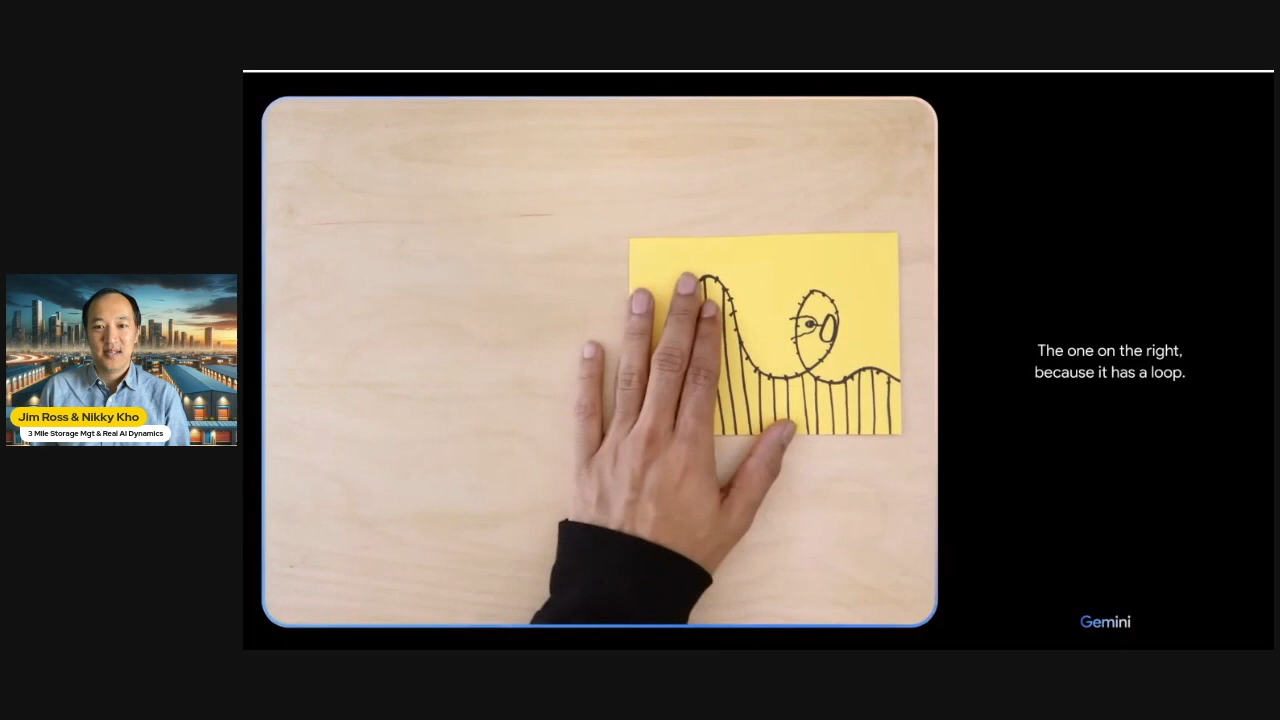 Jim Ross & Nikky Kho
3 Mile Storage Mgt & Real AI Dynamics
The one on the right,
because it has a loop.
Gemini